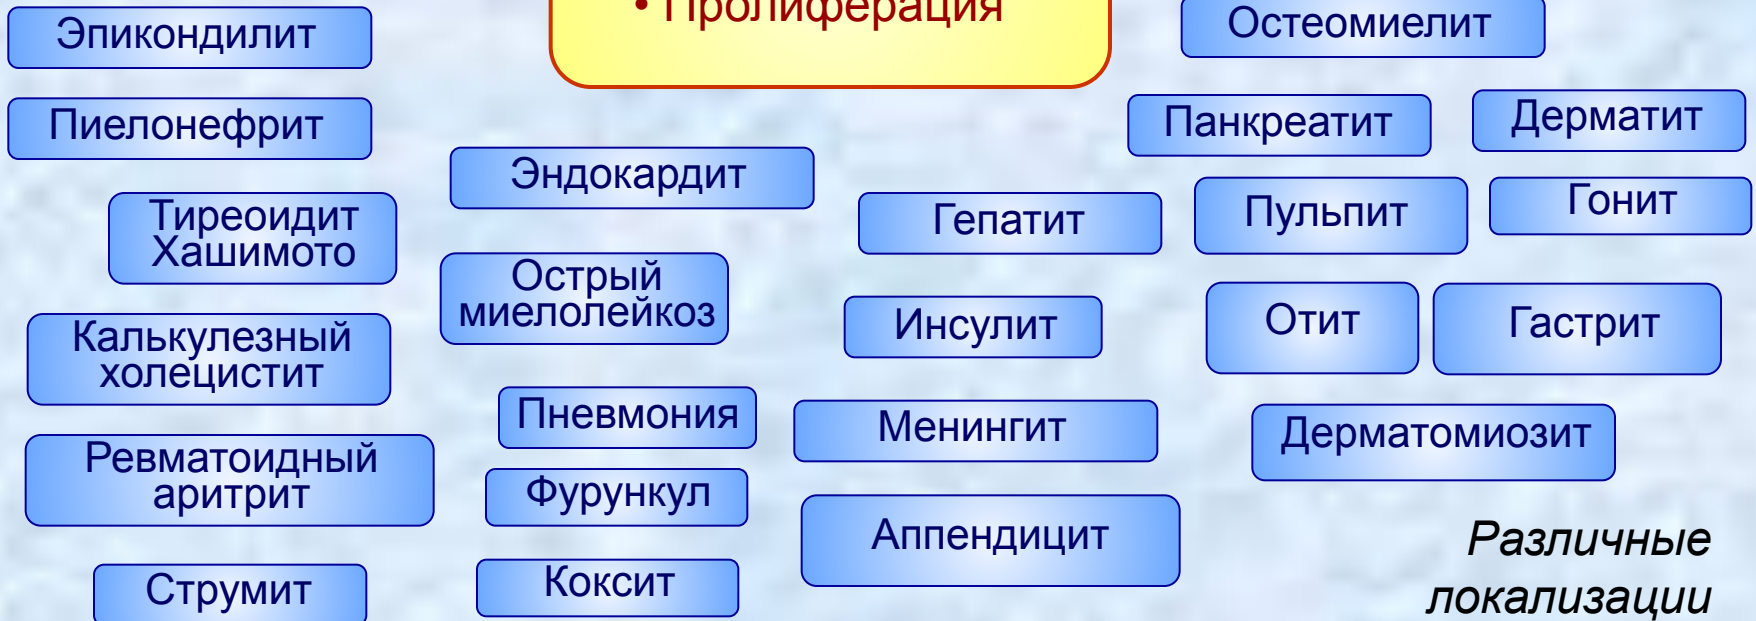 • Пролиферация
Эпикондилит
Остеомиелит
Пиелонефрит
Панкреатит
Дерматит
Эндокардит
Тиреоидит
Хашимото
Гепатит
Пульпит
Гонит
Острый
миелолейкоз
Инсулит
Отит
Гастрит
Калькулезный
холецистит
Пневмония
Менингит
Дерматомиозит
Ревматоидный
аритрит
Фурункул
Аппендицит
Струмит
Коксит
Различные
локализации